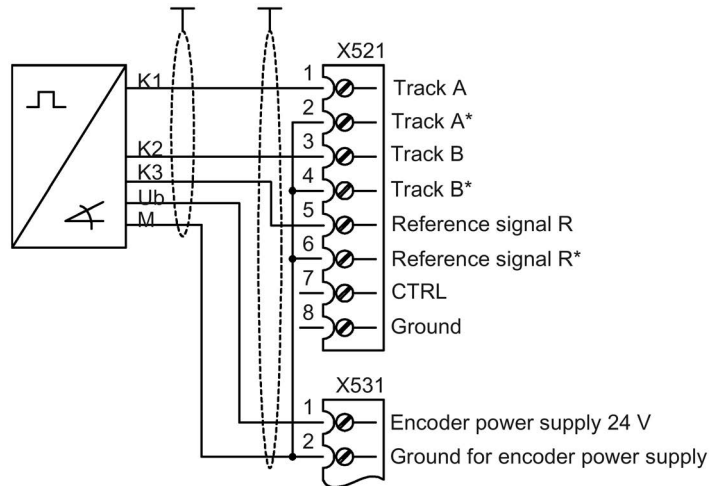 X521
K1
1
Track A
2
Track A*
K2
3
Track B
K3
4
Track B*
Ub
5
Reference signal R
M
6
Reference signal R*
7
CTRL
8
Ground
X531
1
Encoder power supply 24 V
2
Ground for encoder power supply